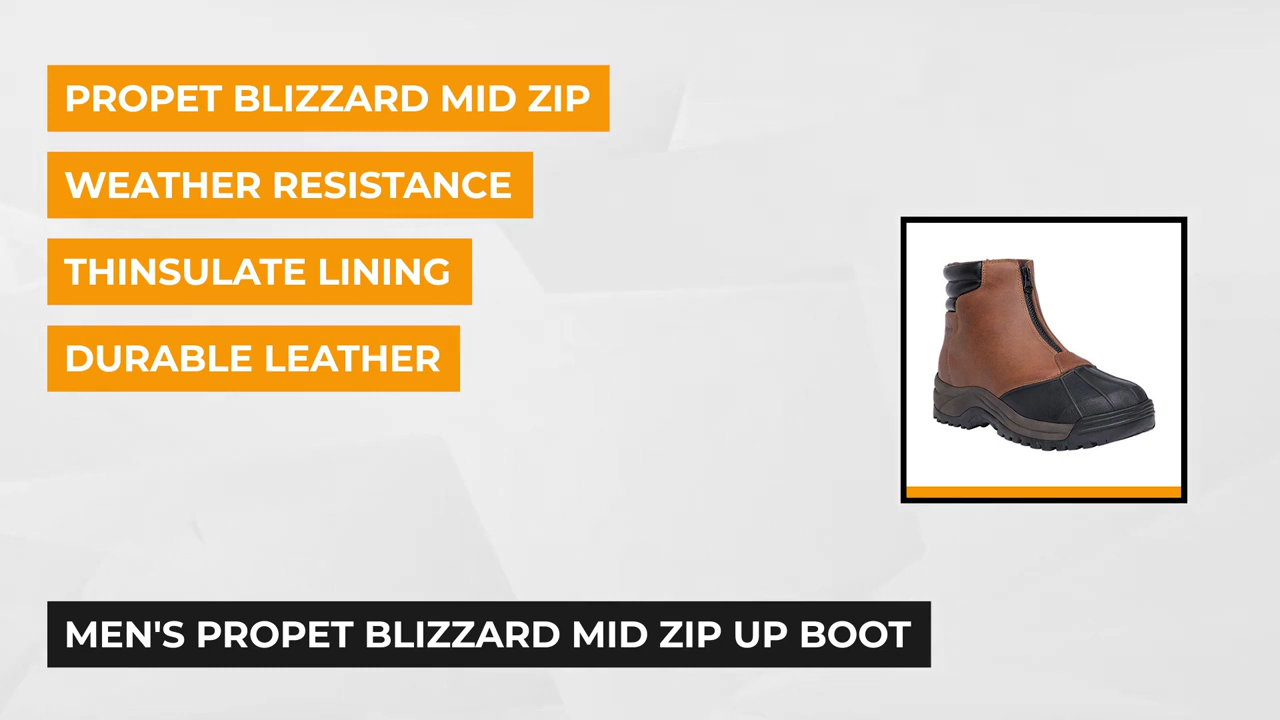 PROPET BLIZZARD MID ZIP
WEATHER RESISTANCE
THINSULATE LINING
DURABLE LEATHER
MEN'S PROPET BLIZZARD MID ZIP UP BOOT